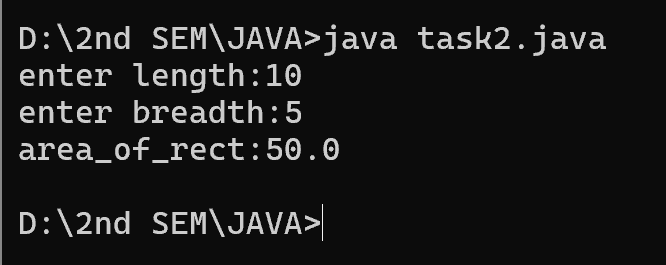 D:\2nd SEM\JAVA>java task2.java
enter length:10
enter breadth:5
area_of_rect:50.0
D:\2nd SEM\JAVA>